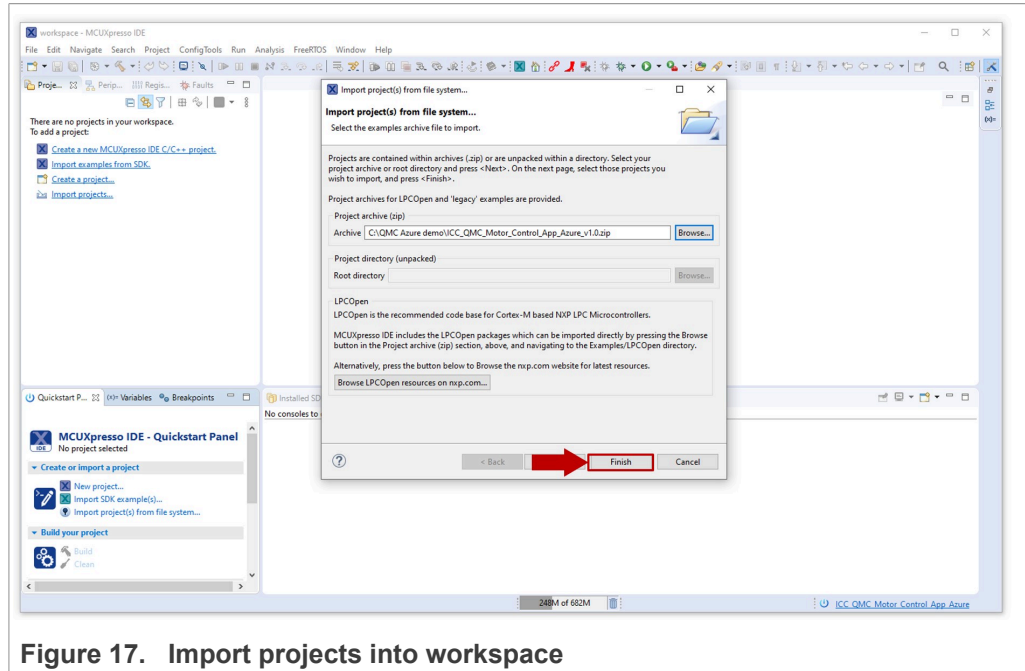 workspace - MCUXpresso IDE
File Edit Navigate Search Project ConfigTools Run Analysis FreeRTOS Window Help
Proje... Perip... Regis... Faults
There are no projects in your workspace.
To add a project:
Create a new MCUXpresso IDE C/C++ project.
Import examples from SDK.
Create a project...
Import projects...
Import project(s) from file system...
Import project(s) from file system...
Select the examples archive file to import.
Projects are contained within archives (.zip) or are unpacked within a directory. Select your
project archive or root directory and press <Next>. On the next page, select those projects you
wish to import, and press <Finish>.
Project archives for LPCOpen and 'legacy' examples are provided.
Project archive (zip)
Archive C:\QMC Azure demo\ICC_QMC_Motor_Control_App_Azure_v1.0.zip Browse...
Project directory (unpacked)
Root directory Browse...
LPCOpen
LPCOpen is the recommended code base for Cortex-M based NXP LPC Microcontrollers.
MCUXpresso IDE includes the LPCOpen packages which can be imported directly by pressing the Browse
button in the Project archive (zip) section, above, and navigating to the Examples/LPCOpen directory.
Alternatively, press the button below to Browse the nxp.com website for latest resources.
Browse LPCOpen resources on nxp.com...
< Back Finish Cancel
Quickstart P... (x)= Variables Breakpoints
Installed SD
No consoles to
MCUXpresso IDE - Quickstart Panel
IDE No project selected
Create or import a project
New project...
Import SDK example(s)...
Import project(s) from file system...
Build your project
Build
Clean
248M of 682M
ICC QMC Motor Control App Azure
Figure 17. Import projects into workspace